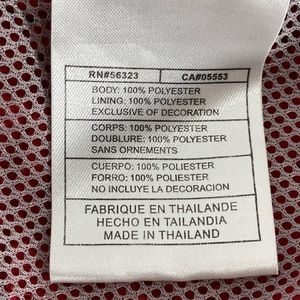 RN#56323 CA#05553
BODY: 100% POLYESTER
LINING: 100% POLYESTER
EXCLUSIVE OF DECORATION
CORPS: 100% POLYESTER
DOUBLURE: 100% POLYESTER
SANS ORNEMENTS
CUERPO: 100% POLIESTER
FORRO: 100% POLIESTER
NO INCLUYE LA DECORACION
FABRIQUE EN THAILANDE
HECHO EN TAILANDIA
MADE IN THAILAND